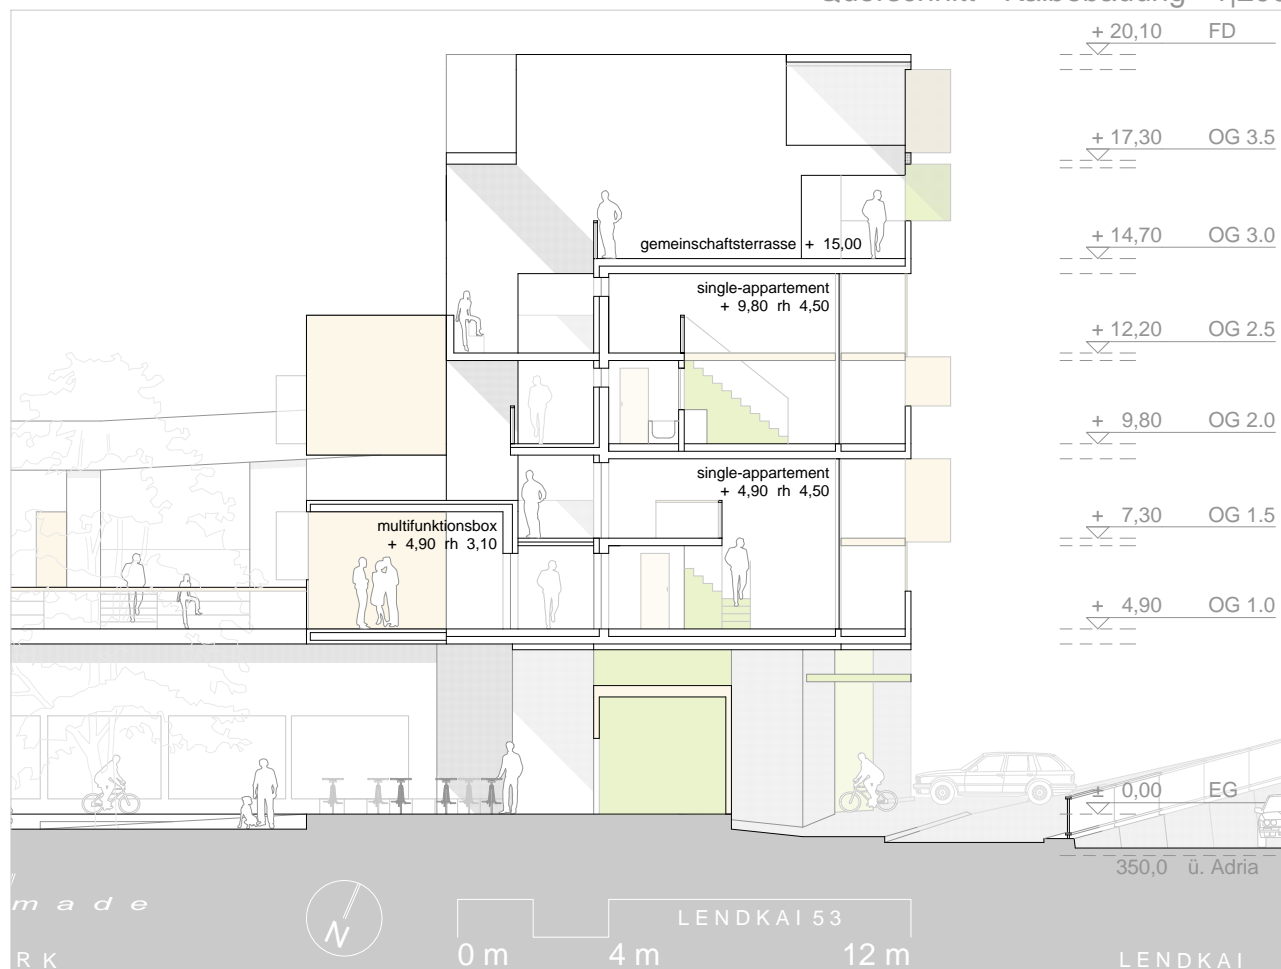 + 20,10 FD
+ 17,30 OG 3.5
+ 14,70 OG 3.0
gemeinschaftsterrasse + 15,00
single-appartement
+ 9,80 rh 4,50
+ 12,20 OG 2.5
+ 9,80 OG 2.0
single-appartement
+ 4,90 rh 4,50
multifunktionsbox
+ 4,90 rh 3,10
+ 7,30 OG 1.5
+ 4,90 OG 1.0
± 0,00 EG
350,0 ü. Adria
made
N
LENDKAI 53
0 m 4 m 12 m
RK
LENDKAI